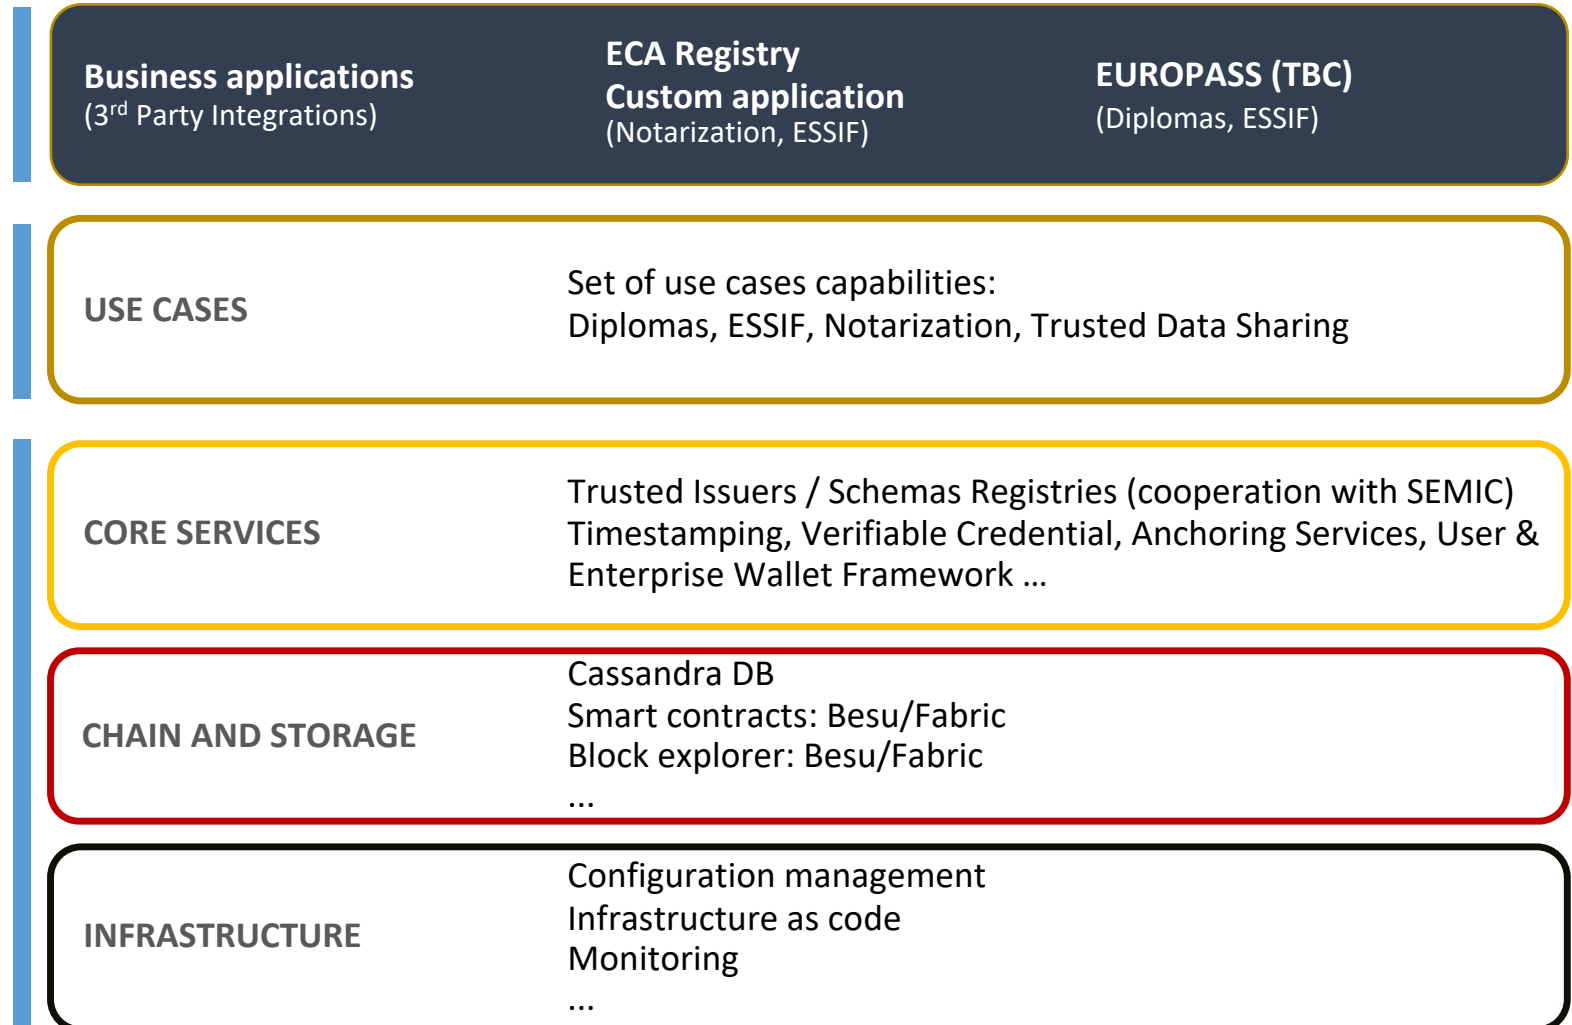 Business applications
(3rd Party Integrations)
ECA Registry
Custom application
(Notarization, ESSIF)
EUROPASS (TBC)
(Diplomas, ESSIF)
USE CASES
Set of use cases capabilities:
Diplomas, ESSIF, Notarization, Trusted Data Sharing
CORE SERVICES
Trusted Issuers / Schemas Registries (cooperation with SEMIC)
Timestamping, Verifiable Credential, Anchoring Services, User &
Enterprise Wallet Framework ...
CHAIN AND STORAGE
Cassandra DB
Smart contracts: Besu/Fabric
Block explorer: Besu/Fabric
...
INFRASTRUCTURE
Configuration management
Infrastructure as code
Monitoring
...